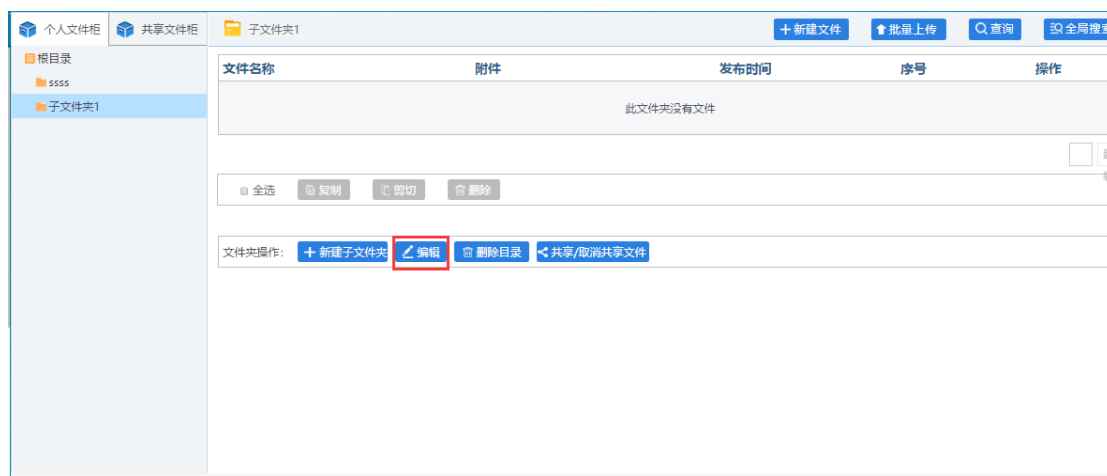 个人文件柜 共享文件柜 子文件夹1 新建文件 批量上传 查询 全局搜索
根目录
ssss
子文件夹1
文件名称 附件 发布时间 序号 操作
此文件夹没有文件
全选 复制 剪切 删除
文件夹操作: 新建子文件夹 编辑 删除目录 共享/取消共享文件